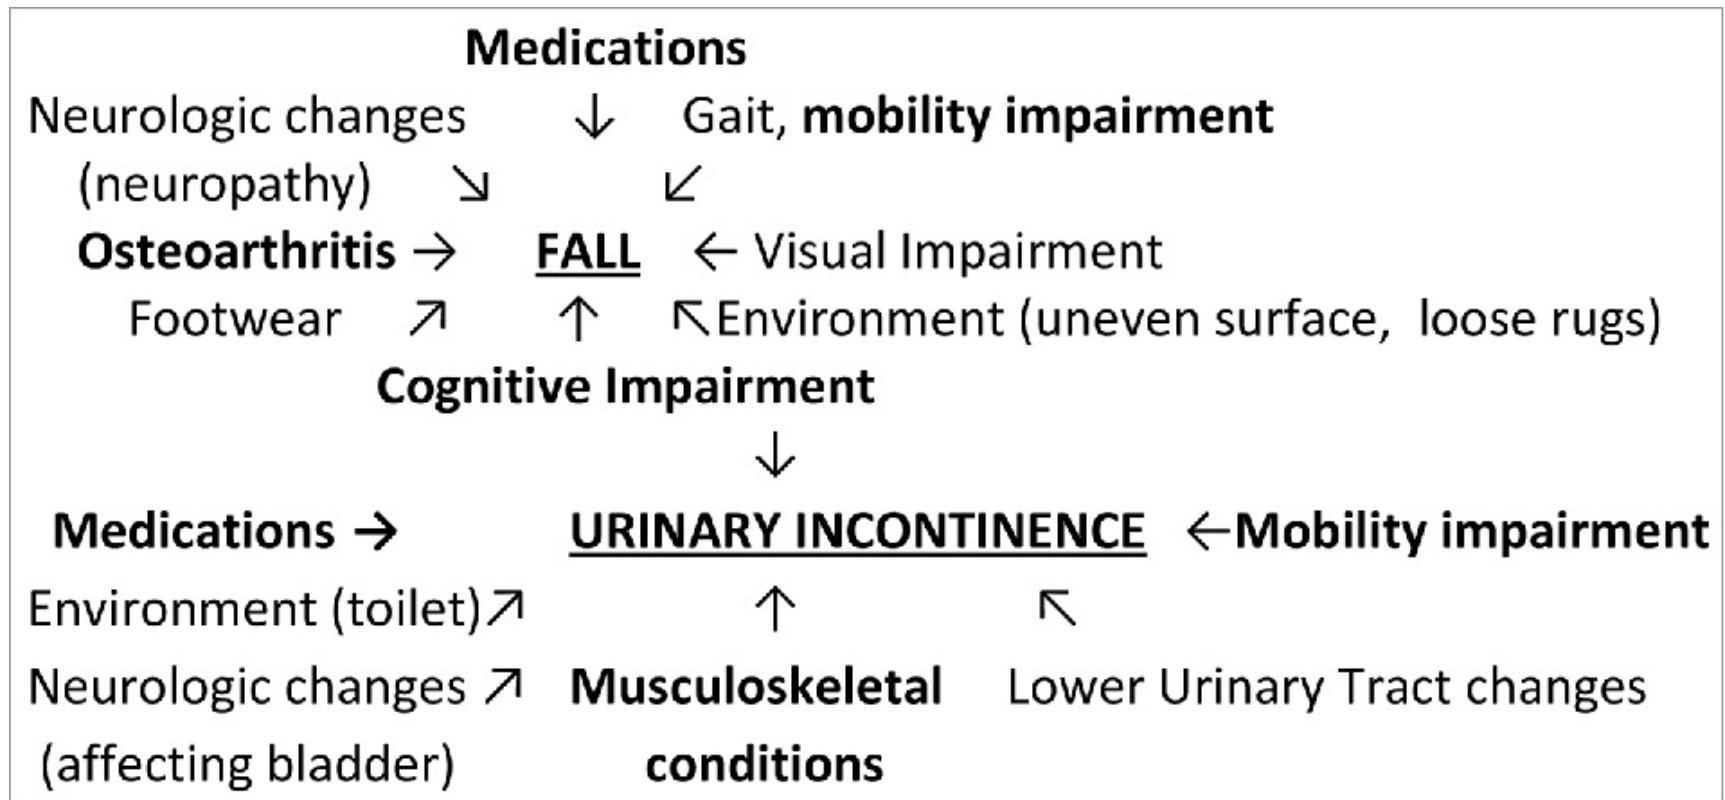 Medications
Neurologic changes ↓ Gait, mobility impairment
(neuropathy) ↘ ↙
Osteoarthritis → FALL ← Visual Impairment
Footwear ↗ ↑ ↖Environment (uneven surface, loose rugs)
Cognitive Impairment
↓
Medications → URINARY INCONTINENCE ←Mobility impairment
Environment (toilet)↗ ↑ ↖
Neurologic changes ↗ Musculoskeletal Lower Urinary Tract changes
(affecting bladder) conditions